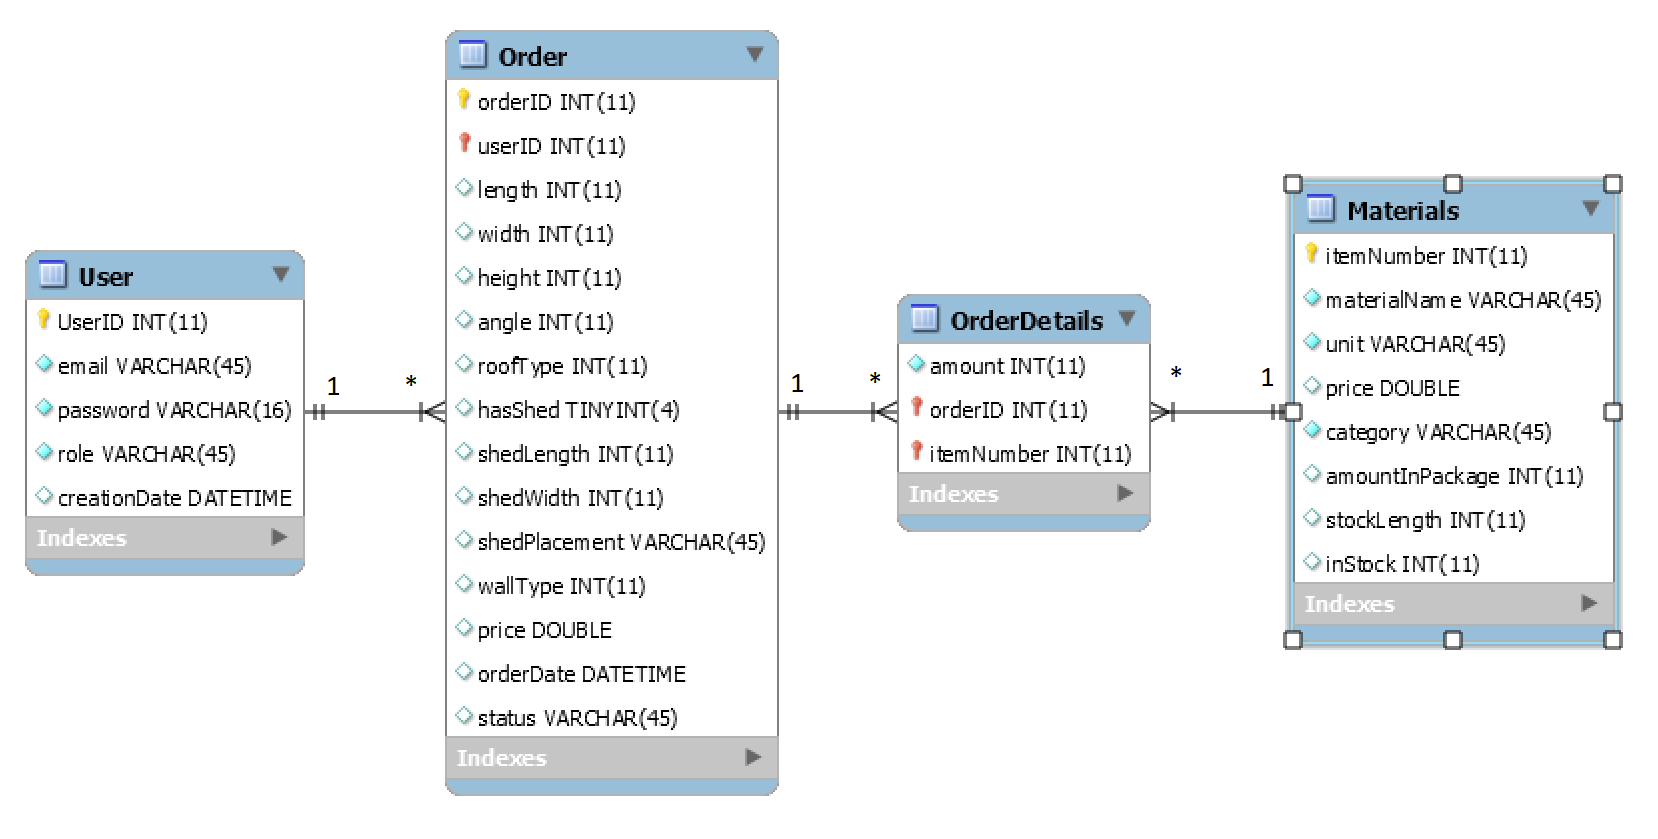 User
UserID INT(11)
email VARCHAR(45)
password VARCHAR(16)
role VARCHAR(45)
creationDate DATETIME
Indexes
1
*
Order
orderID INT(11)
userID INT(11)
length INT(11)
width INT(11)
height INT(11)
angle INT(11)
roofType INT(11)
hasShed TINYINT(4)
shedLength INT(11)
shedWidth INT(11)
shedPlacement VARCHAR(45)
wallType INT(11)
price DOUBLE
orderDate DATETIME
status VARCHAR(45)
Indexes
1
*
OrderDetails
amount INT(11)
orderID INT(11)
itemNumber INT(11)
Indexes
*
1
Materials
itemNumber INT(11)
materialName VARCHAR(45)
unit VARCHAR(45)
price DOUBLE
category VARCHAR(45)
amountInPackage INT(11)
stockLength INT(11)
inStock INT(11)
Indexes